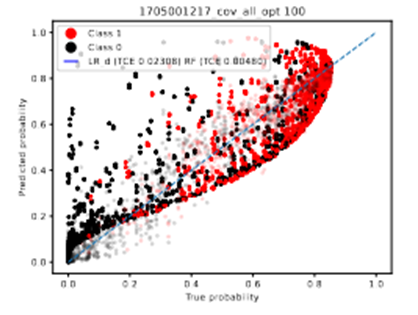 1705001217_cov_all_opt 100
Class 1
Class 0
LR_d [TCE 0.02308] RF [TCE 0.00480]
Predicted probability
1.0
0.8
0.6
0.4
0.2
0.0
0.0 0.2 0.4 0.6 0.8 1.0
True probability